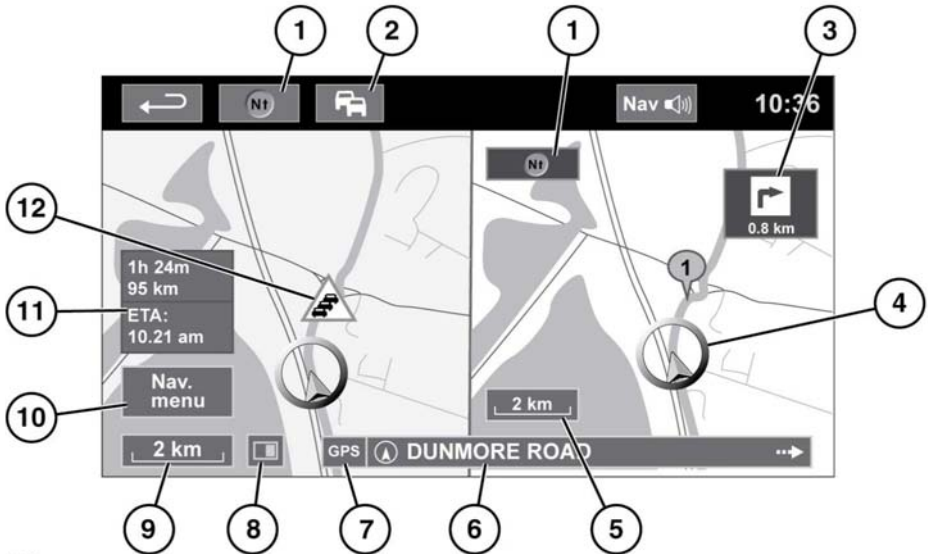 1
2
1
3
Nt
Nav
10:36
Nt
0.8 km
12
1
1h 24m
95 km
11
ETA:
10.21 am
4
Nav.
menu
10
2 km
2 km
GPS
DUNMORE ROAD
9
8
7
6
5